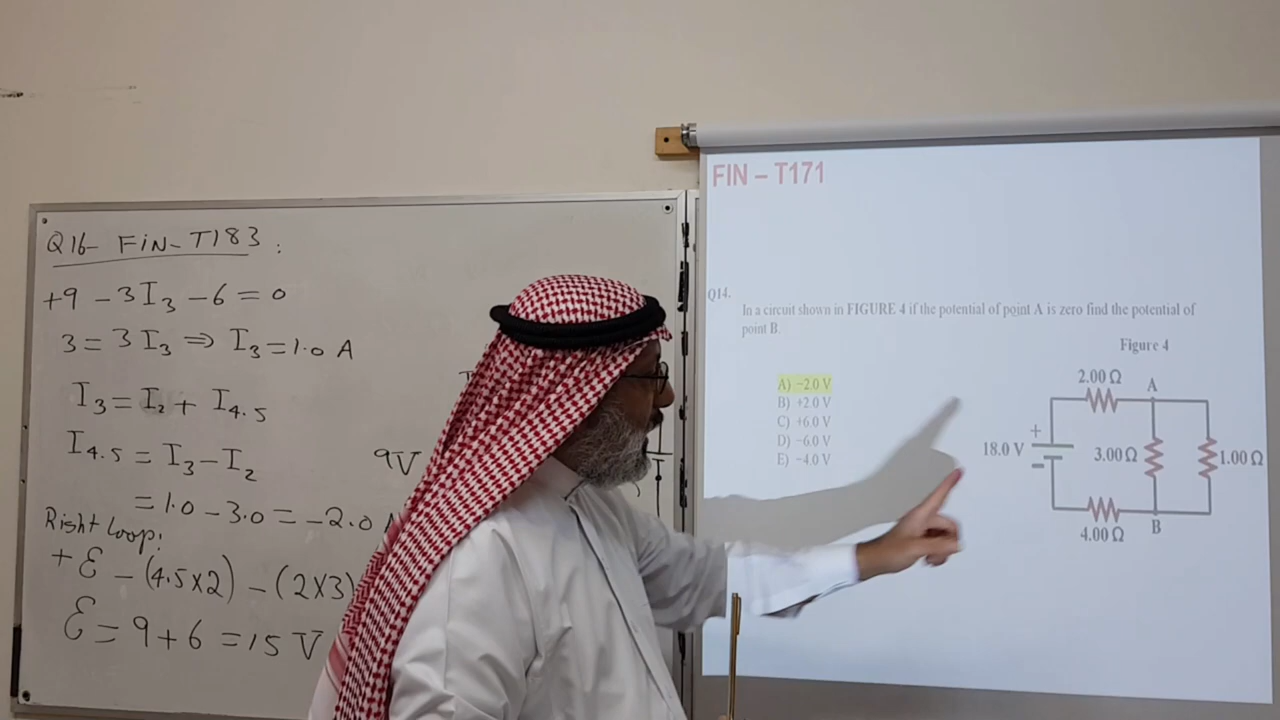 Q16- FiN-T183:
+9 -3I3 -6 = 0
3 = 3I3 ⇒ I3 = 1.0 A
I3 = I2 + I4.5
I4.5 = I3 - I2
= 1.0 - 3.0 = -2.0 A
Right Loop:
+ℰ - (4.5×2) - (2×3)
ℰ = 9+6 = 15 V
9V
FIN – T171
Q14.
In a circuit shown in FIGURE 4 if the potential of point A is zero find the potential of
point B.
Figure 4
A) −2.0 V
B) +2.0 V
C) +6.0 V
D) −6.0 V
E) −4.0 V
2.00 Ω
A
+
18.0 V
-
3.00 Ω
1.00 Ω
4.00 Ω
B